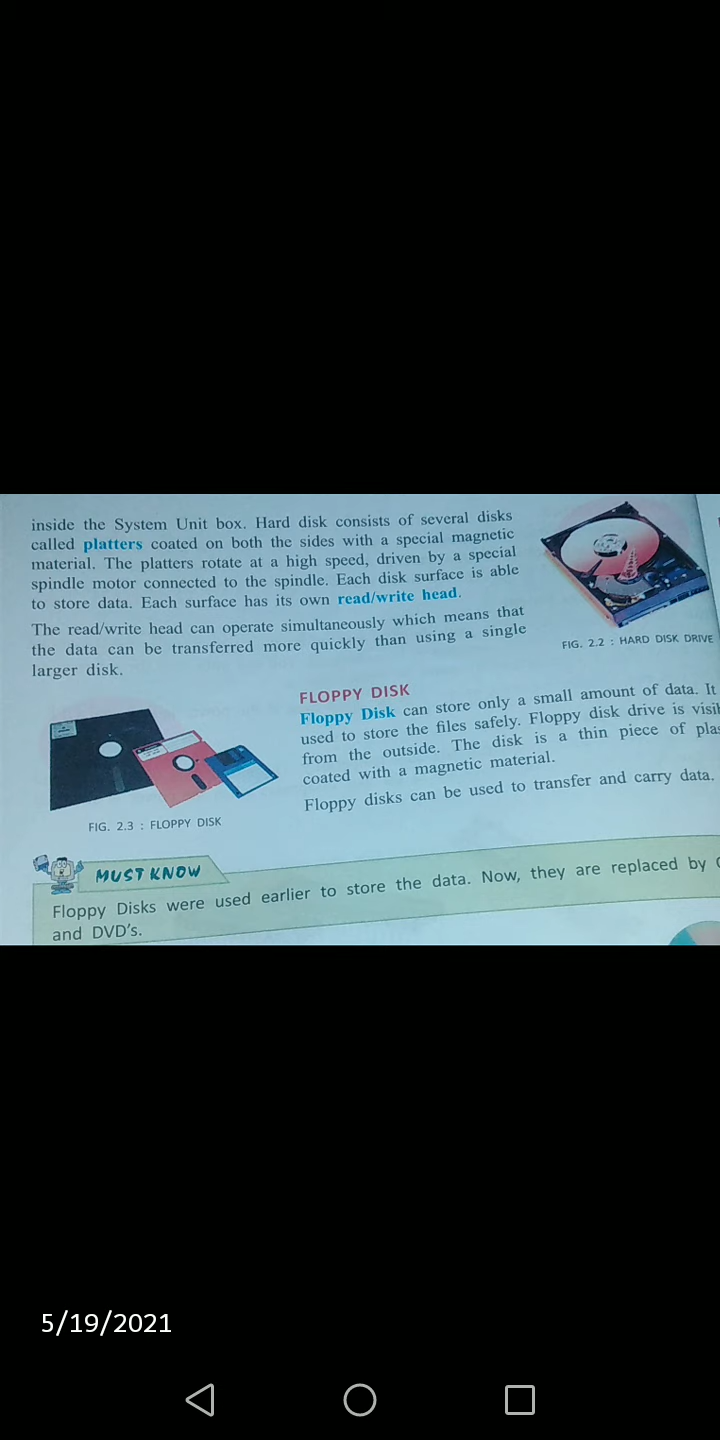 inside the System Unit box. Hard disk consists of several disks
called platters coated on both the sides with a special magnetic
material. The platters rotate at a high speed, driven by a special
spindle motor connected to the spindle. Each disk surface is able
to store data. Each surface has its own read/write head.
The read/write head can operate simultaneously which means that
the data can be transferred more quickly than using a single
larger disk.
FIG. 2.2 : HARD DISK DRIVE
FLOPPY DISK
Floppy Disk can store only a small amount of data. It
used to store the files safely. Floppy disk drive is
from the outside. The disk is a thin piece of
coated with a magnetic material.
Floppy disks can be used to transfer and carry data.
FIG. 2.3 : FLOPPY DISK
MUST KNOW
Floppy Disks were used earlier to store the data. Now, they are replaced by
and DVD's.
5/19/2021